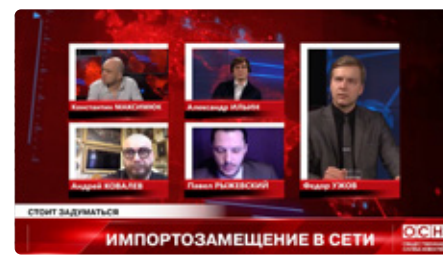 Константин МАКСИМЮК
Александр ИЛЬИН
Андрей КОВАЛЕВ
Павел РЫЖЕВСКИЙ
Федор УЖОВ
СТОИТ ЗАДУМАТЬСЯ
ИМПОРТОЗАМЕЩЕНИЕ В СЕТИ
ОСН